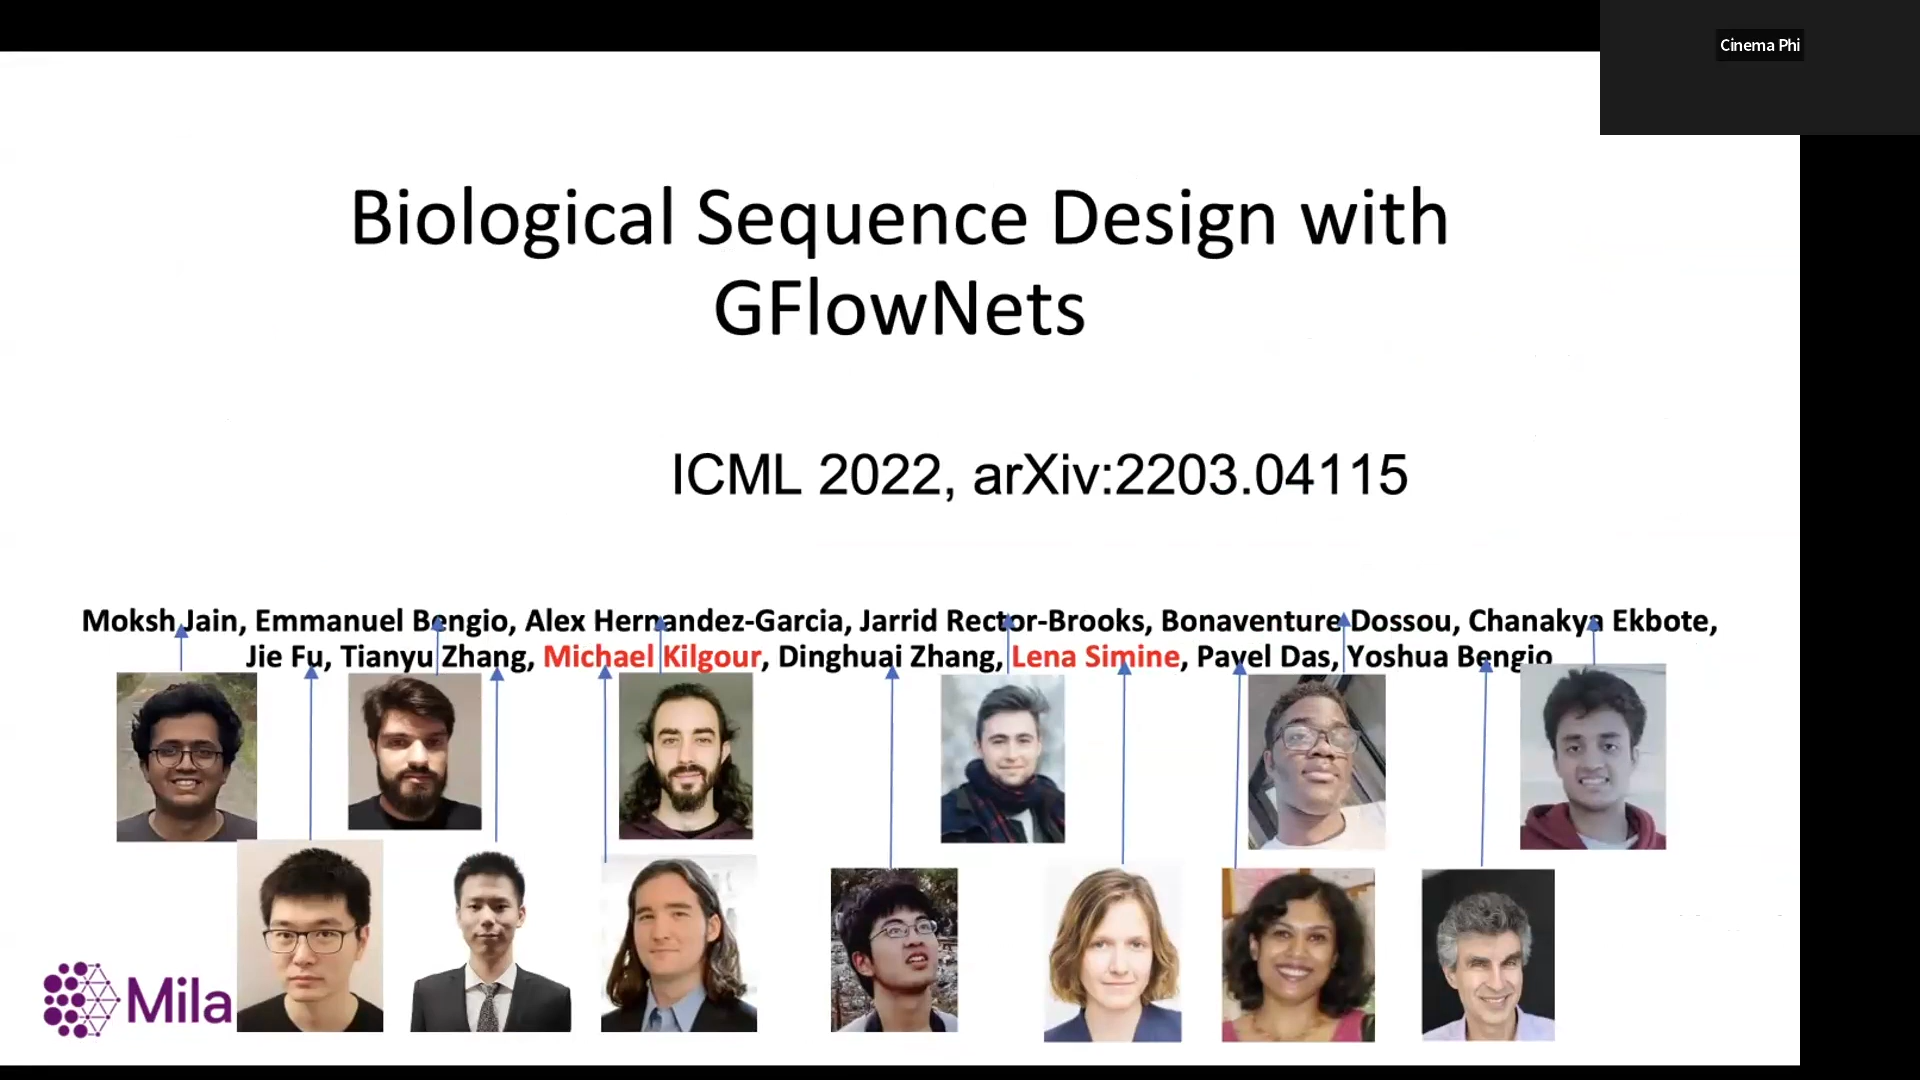 Cinema Phi
Biological Sequence Design with
GFlowNets
ICML 2022, arXiv:2203.04115
Moksh Jain, Emmanuel Bengio, Alex Hernandez-Garcia, Jarrid Rector-Brooks, Bonaventure Dossou, Chanakya Ekbote,
Jie Fu, Tianyu Zhang, Michael Kilgour, Dinghuai Zhang, Lena Simine, Payel Das, Yoshua Bengio
Mila